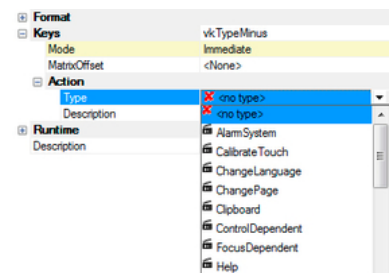 Format
Keys vkTypeMinus
Mode Immediate
MatrixOffset <None>
Action
Type <no type>
Description <no type>
Runtime AlarmSystem
Description CalibrateTouch
ChangeLanguage
ChangePage
Clipboard
ControlDependent
FocusDependent
Help